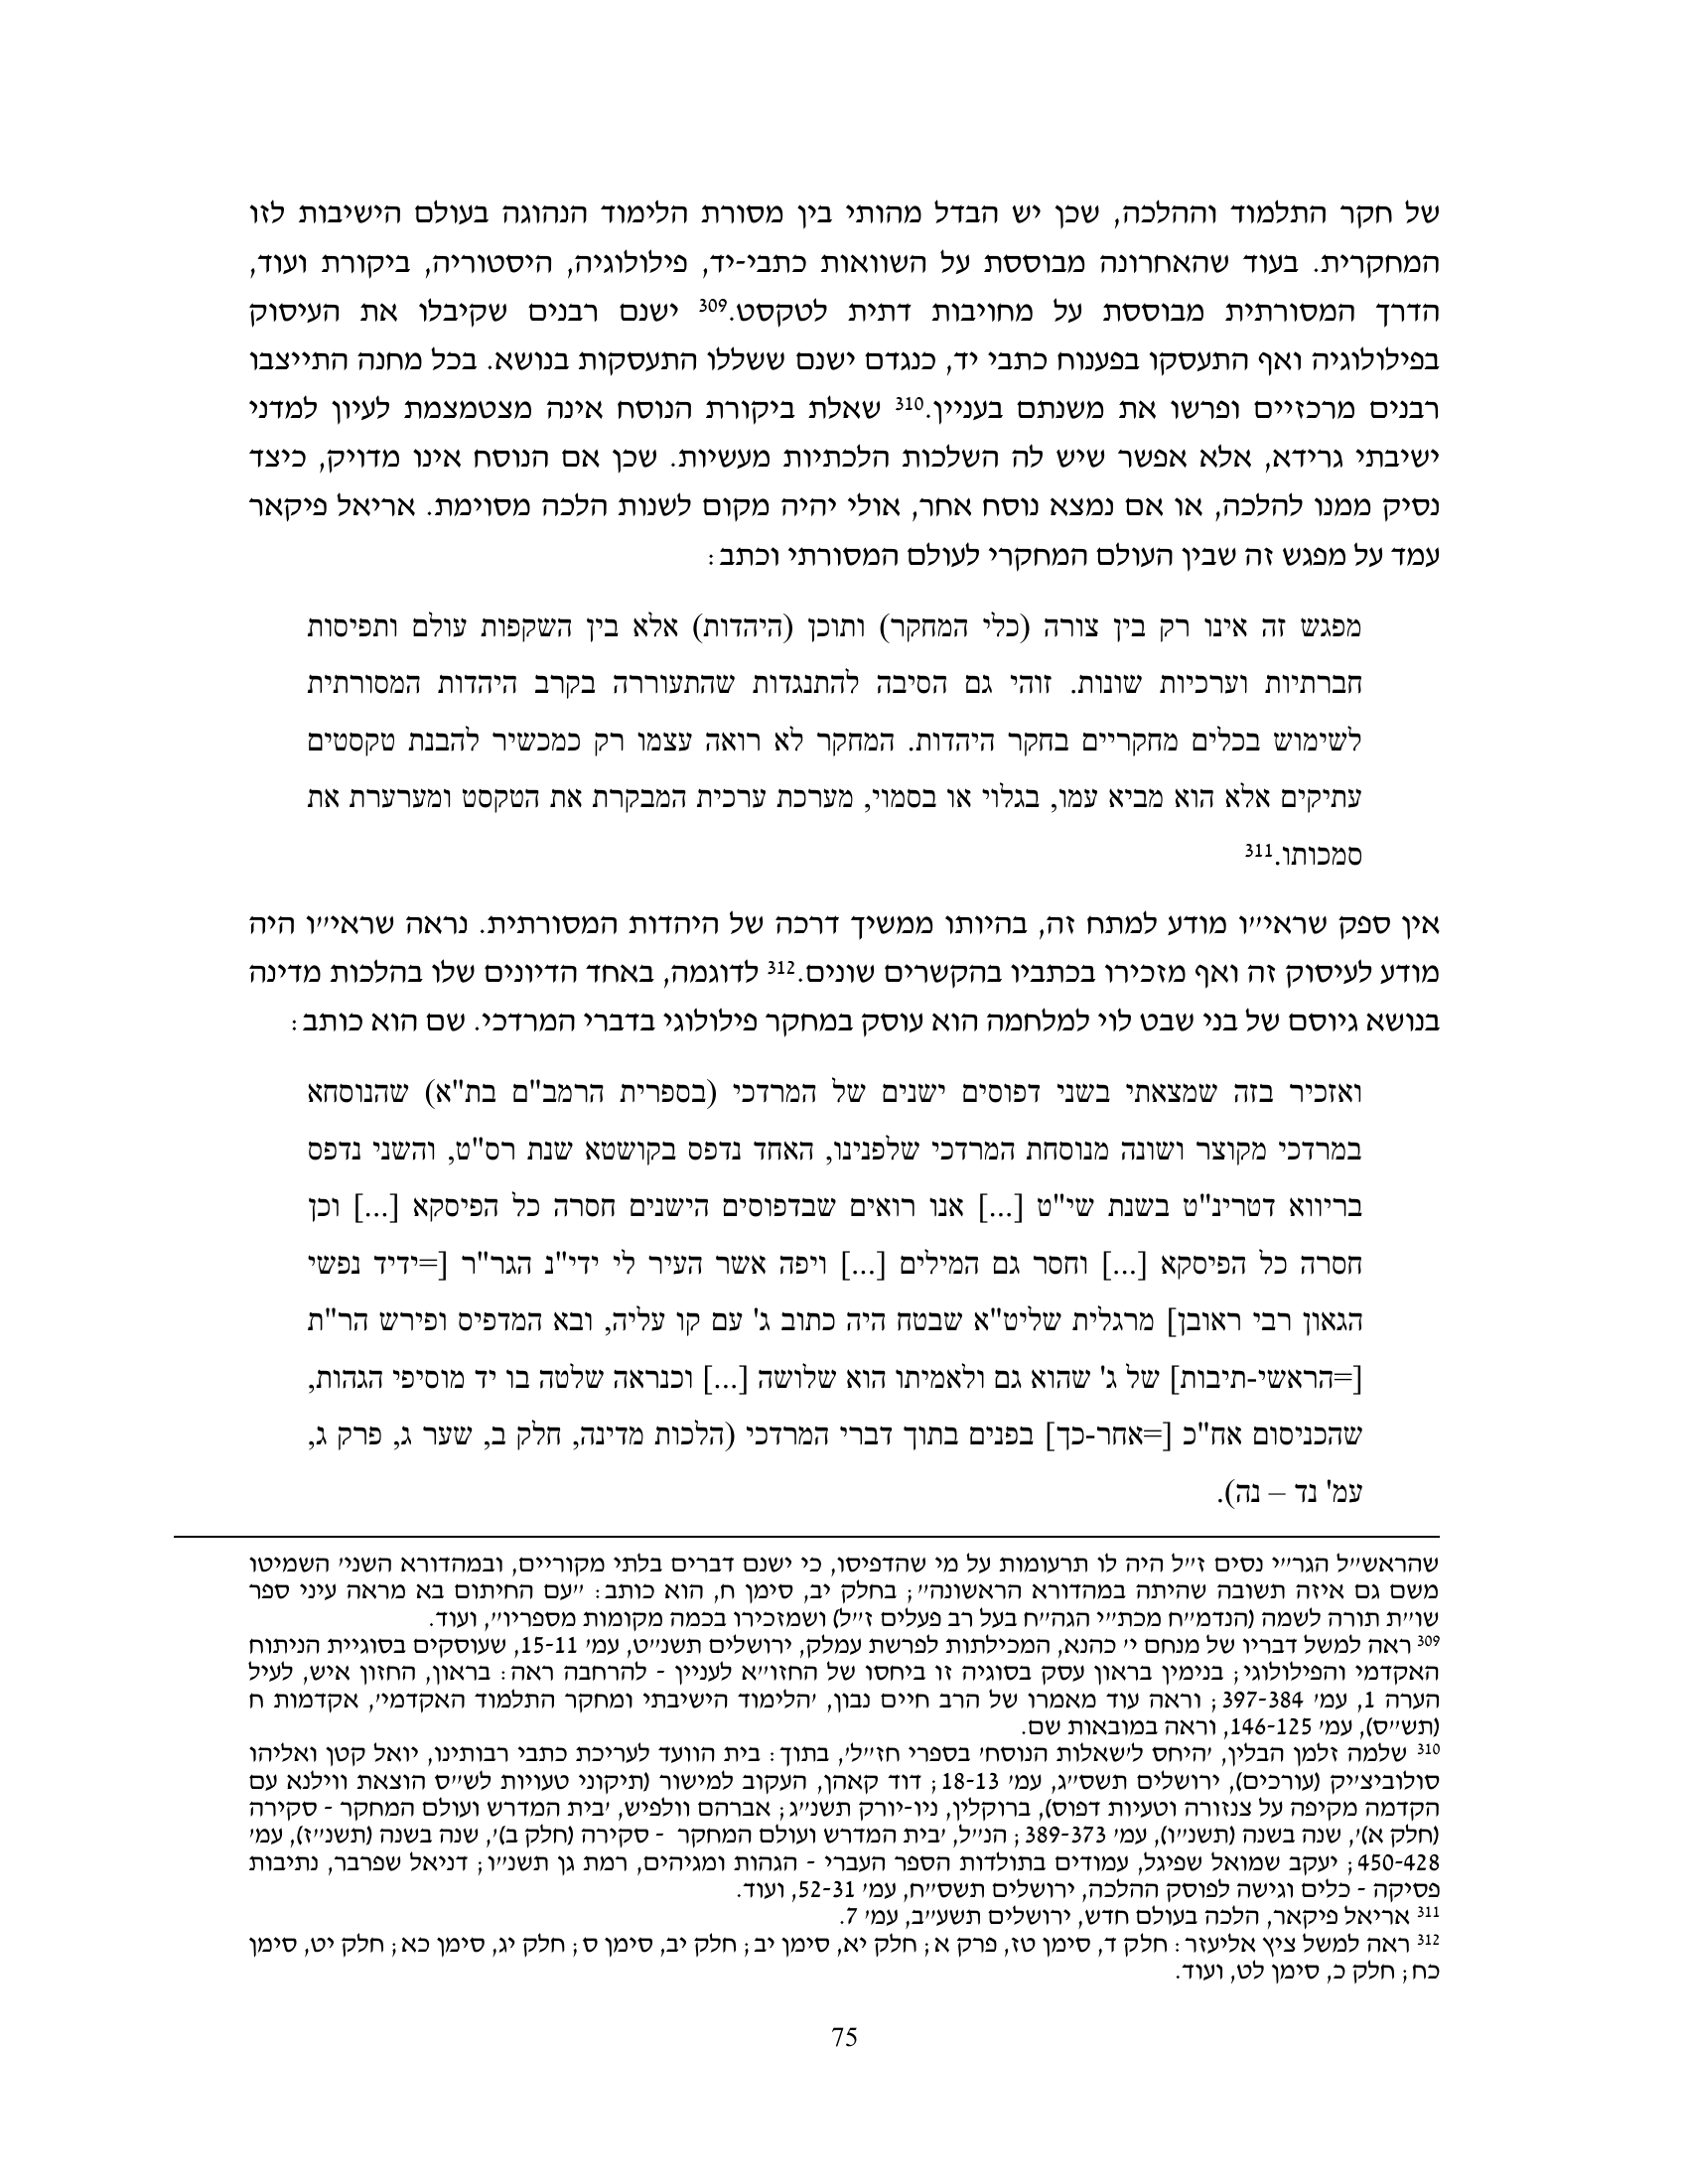 של חקר התלמוד וההלכה, שכן יש הבדל מהותי בין מסורת הלימוד הנהוגה בעולם הישיבות לזו
המחקרית. בעוד שהאחרונה מבוססת על השוואות כתבי-יד, פילולוגיה, היסטוריה, ביקורת ועוד,
הדרך המסורתית מבוססת על מחויבות דתית לטקסט.309 ישנם רבנים שקיבלו את העיסוק
בפילולוגיה ואף התעסקו בפענוח כתבי יד, כנגדם ישנם ששללו התעסקות בנושא. בכל מחנה התייצבו
רבנים מרכזיים ופרשו את משנתם בעניין.310 שאלת ביקורת הנוסח אינה מצטמצמת לעיון למדני
ישיבתי גרידא, אלא אפשר שיש לה השלכות הלכתיות מעשיות. שכן אם הנוסח אינו מדויק, כיצד
נסיק ממנו להלכה, או אם נמצא נוסח אחר, אולי יהיה מקום לשנות הלכה מסוימת. אריאל פיקאר
עמד על מפגש זה שבין העולם המחקרי לעולם המסורתי וכתב:
מפגש זה אינו רק בין צורה (כלי המחקר) ותוכן (היהדות) אלא בין השקפות עולם ותפיסות
חברתיות וערכיות שונות. זוהי גם הסיבה להתנגדות שהתעוררה בקרב היהדות המסורתית
לשימוש בכלים מחקריים בחקר היהדות. המחקר לא רואה עצמו רק כמכשיר להבנת טקסטים
עתיקים אלא הוא מביא עמו, בגלוי או בסמוי, מערכת ערכית המבקרת את הטקסט ומערערת את
סמכותו.311
אין ספק שראי״ו מודע למתח זה, בהיותו ממשיך דרכה של היהדות המסורתית. נראה שראי״ו היה
מודע לעיסוק זה ואף מזכירו בכתביו בהקשרים שונים.312 לדוגמה, באחד הדיונים שלו בהלכות מדינה
בנושא גיוסם של בני שבט לוי למלחמה הוא עוסק במחקר פילולוגי בדברי המרדכי. שם הוא כותב:
ואזכיר בזה שמצאתי בשני דפוסים ישנים של המרדכי (בספרית הרמב"ם בת"א) שהנוסחא
במרדכי מקוצר ושונה מנוסחת המרדכי שלפנינו, האחד נדפס בקושטא שנת רס"ט, והשני נדפס
בריווא דטרינ"ט בשנת שי"ט [...] אנו רואים שבדפוסים הישנים חסרה כל הפיסקא [...] וכן
חסרה כל הפיסקא [...] וחסר גם המילים [...] ויפה אשר העיר לי ידי"נ הגר"ר [=ידיד נפשי
הגאון רבי ראובן] מרגלית שליט"א שבטח היה כתוב ג' עם קו עליה, ובא המדפיס ופירש הר"ת
[=הראשי-תיבות] של ג' שהוא גם ולאמיתו הוא שלושה [...] וכנראה שלטה בו יד מוסיפי הגהות,
שהכניסום אח"כ [=אחר-כך] בפנים בתוך דברי המרדכי (הלכות מדינה, חלק ב, שער ג, פרק ג,
עמ' נד – נה).
שהראש״ל הגר״י נסים ז״ל היה לו תרעומות על מי שהדפיסו, כי ישנם דברים בלתי מקוריים, ובמהדורא השני׳ השמיטו
משם גם איזה תשובה שהיתה במהדורא הראשונה״; בחלק יב, סימן ח, הוא כותב: ״עם החיתום בא מראה עיני ספר
שו״ת תורה לשמה (הנדמ״ח מכת״י הגה״ח בעל רב פעלים ז״ל) ושמזכירו בכמה מקומות מספריו״, ועוד.
309 ראה למשל דבריו של מנחם י׳ כהנא, המכילתות לפרשת עמלק, ירושלים תשנ״ט, עמ׳ 15-11, שעוסקים בסוגיית הניתוח
האקדמי והפילולוגי; בנימין בראון עסק בסוגיה זו ביחסו של החזו״א לעניין - להרחבה ראה: בראון, החזון איש, לעיל
הערה 1, עמ׳ 397-384; וראה עוד מאמרו של הרב חיים נבון, ׳הלימוד הישיבתי ומחקר התלמוד האקדמי׳, אקדמות ח
(תש״ס), עמ׳ 146-125, וראה במובאות שם.
310 שלמה זלמן הבלין, ׳היחס ל׳שאלות הנוסח׳ בספרי חז״ל׳, בתוך: בית הוועד לעריכת כתבי רבותינו, יואל קטן ואליהו
סולוביצ׳יק (עורכים), ירושלים תשס״ג, עמ׳ 18-13; דוד קאהן, העקוב למישור (תיקוני טעויות לש״ס הוצאת ווילנא עם
הקדמה מקיפה על צנזורה וטעיות דפוס), ברוקלין, ניו-יורק תשנ״ג; אברהם וולפיש, ׳בית המדרש ועולם המחקר - סקירה
(חלק א)׳, שנה בשנה (תשנ״ו), עמ׳ 389-373; הנ״ל, ׳בית המדרש ועולם המחקר - סקירה (חלק ב)׳, שנה בשנה (תשנ״ז), עמ׳
450-428; יעקב שמואל שפיגל, עמודים בתולדות הספר העברי - הגהות ומגיהים, רמת גן תשנ״ו; דניאל שפרבר, נתיבות
פסיקה - כלים וגישה לפוסק ההלכה, ירושלים תשס״ח, עמ׳ 52-31, ועוד.
311 אריאל פיקאר, הלכה בעולם חדש, ירושלים תשע״ב, עמ׳ 7.
312 ראה למשל ציץ אליעזר: חלק ד, סימן טז, פרק א; חלק יא, סימן יב; חלק יב, סימן ס; חלק יג, סימן כא; חלק יט, סימן
כח; חלק כ, סימן לט, ועוד.
75